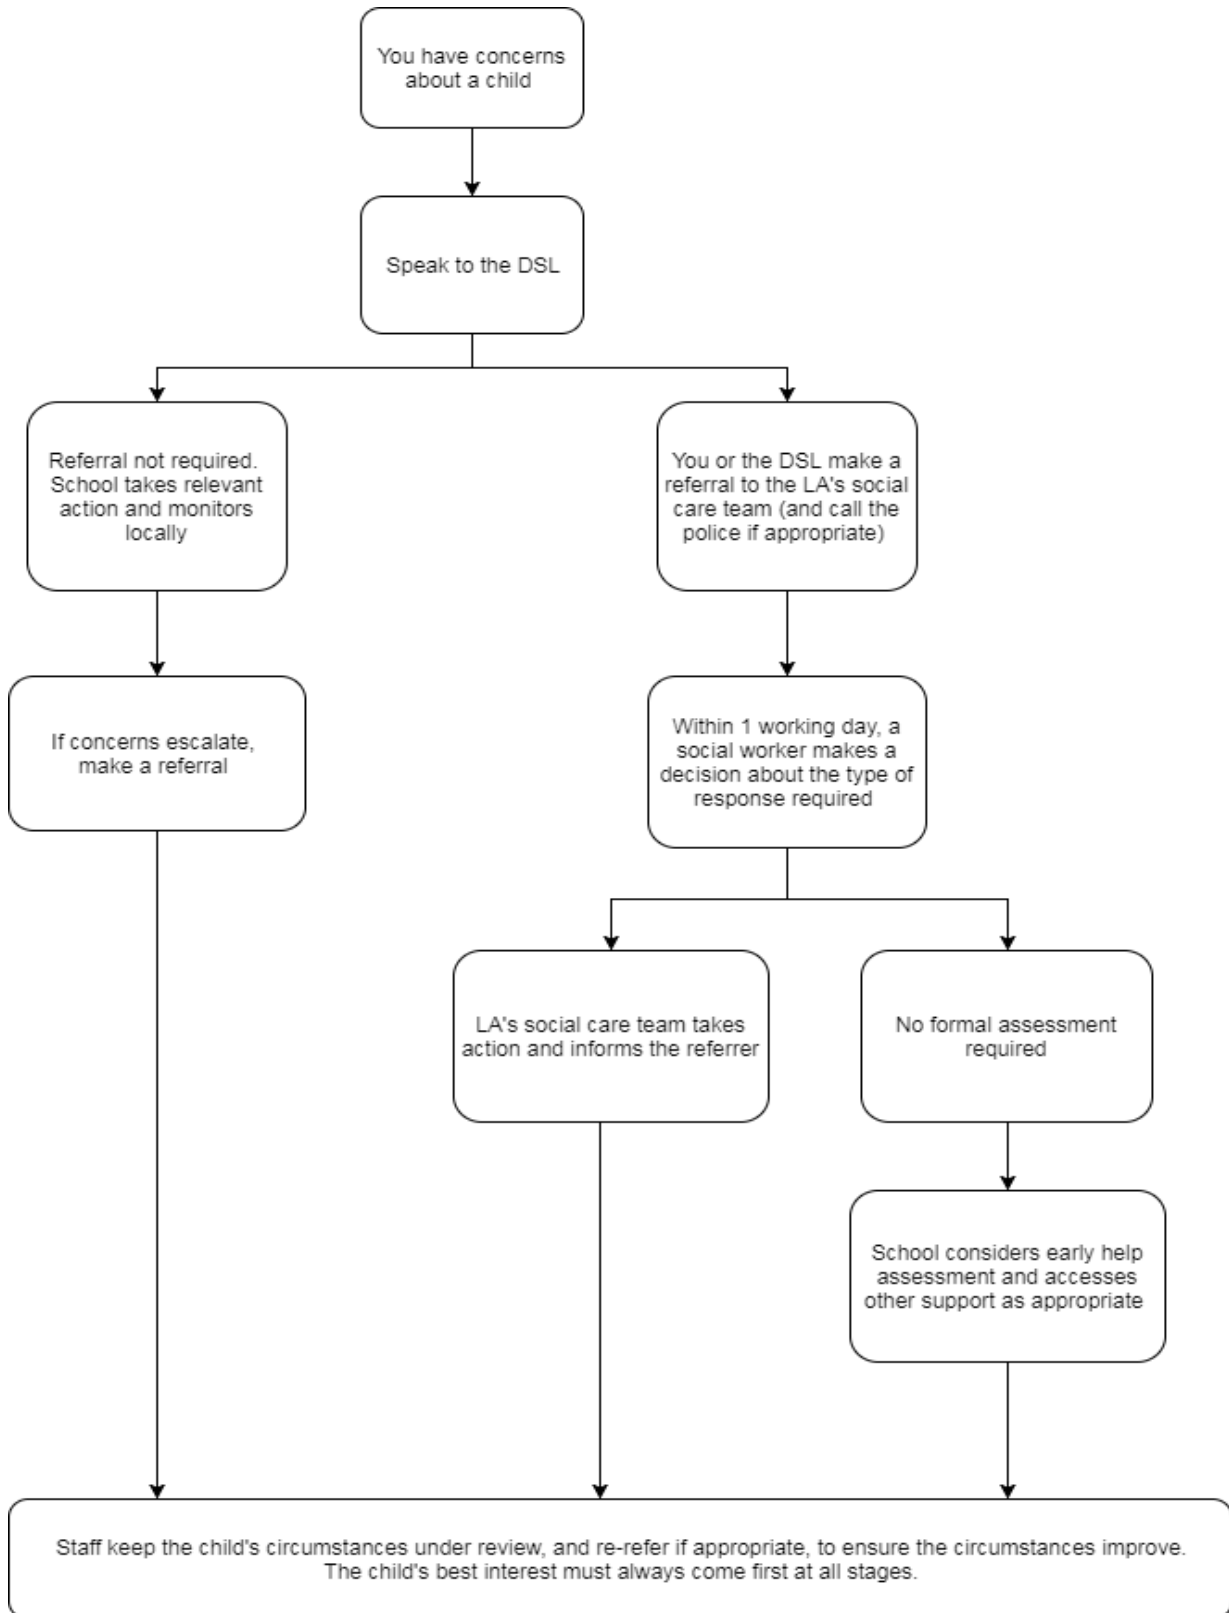 You have concerns
about a child
Speak to the DSL
Referral not required.
School takes relevant
action and monitors
locally
You or the DSL make a
referral to the LA's social
care team (and call the
police if appropriate)
If concerns escalate,
make a referral
Within 1 working day, a
social worker makes a
decision about the type of
response required
LA's social care team takes
action and informs the referrer
No formal assessment
required
School considers early help
assessment and accesses
other support as appropriate
Staff keep the child's circumstances under review, and re-refer if appropriate, to ensure the circumstances improve.
The child's best interest must always come first at all stages.